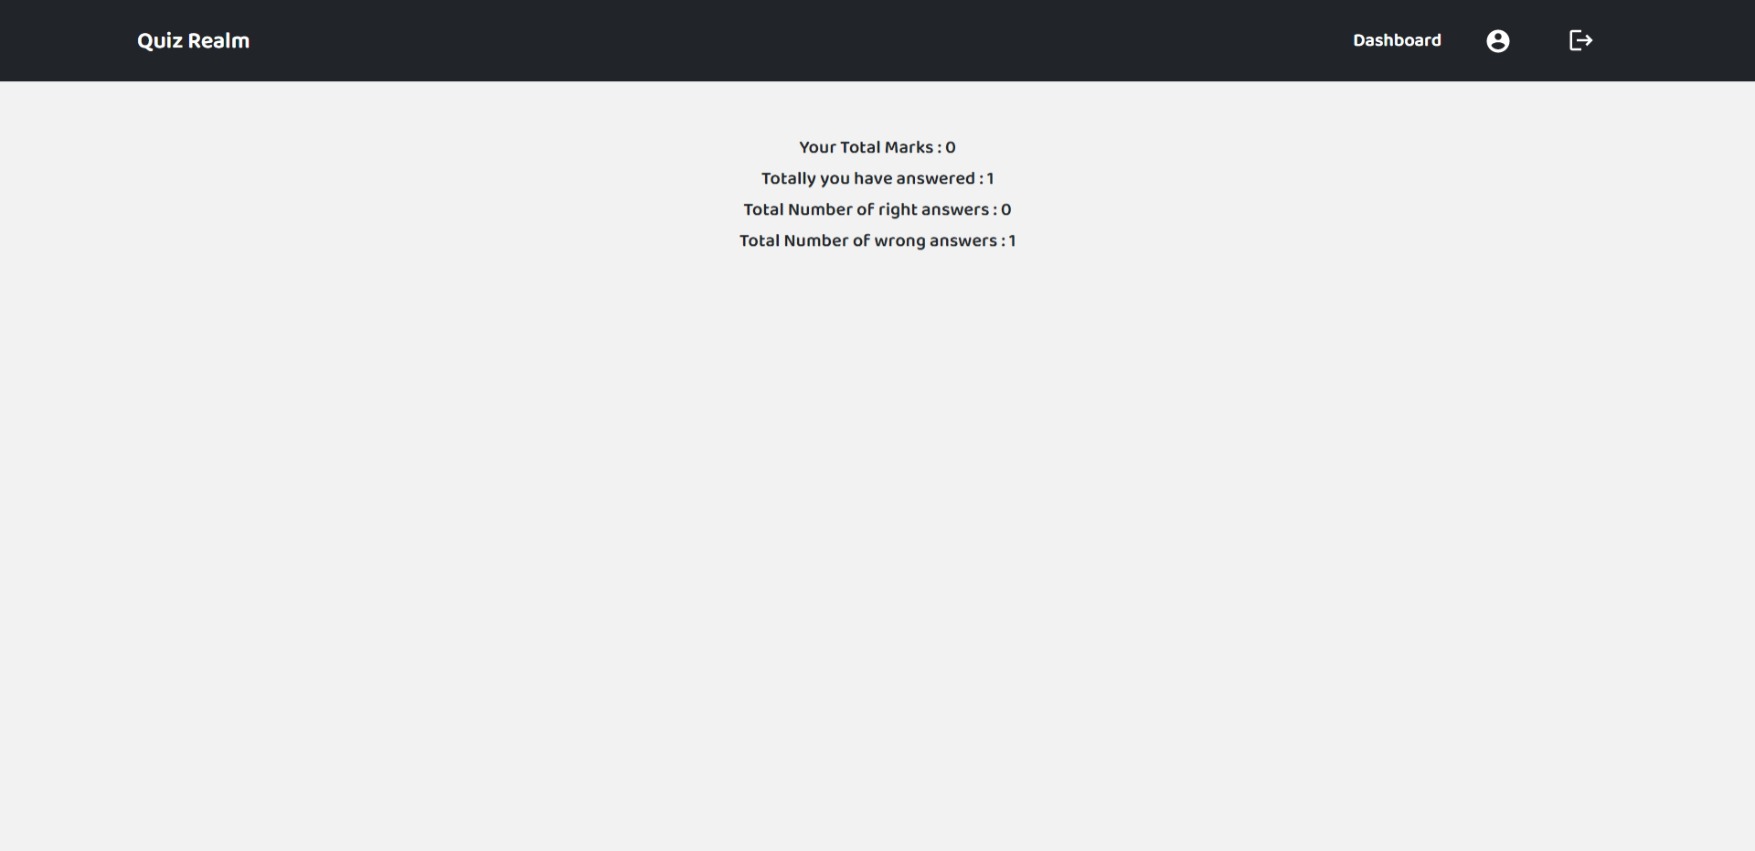 Quiz Realm
Dashboard
Your Total Marks : 0
Totally you have answered : 1
Total Number of right answers : 0
Total Number of wrong answers : 1